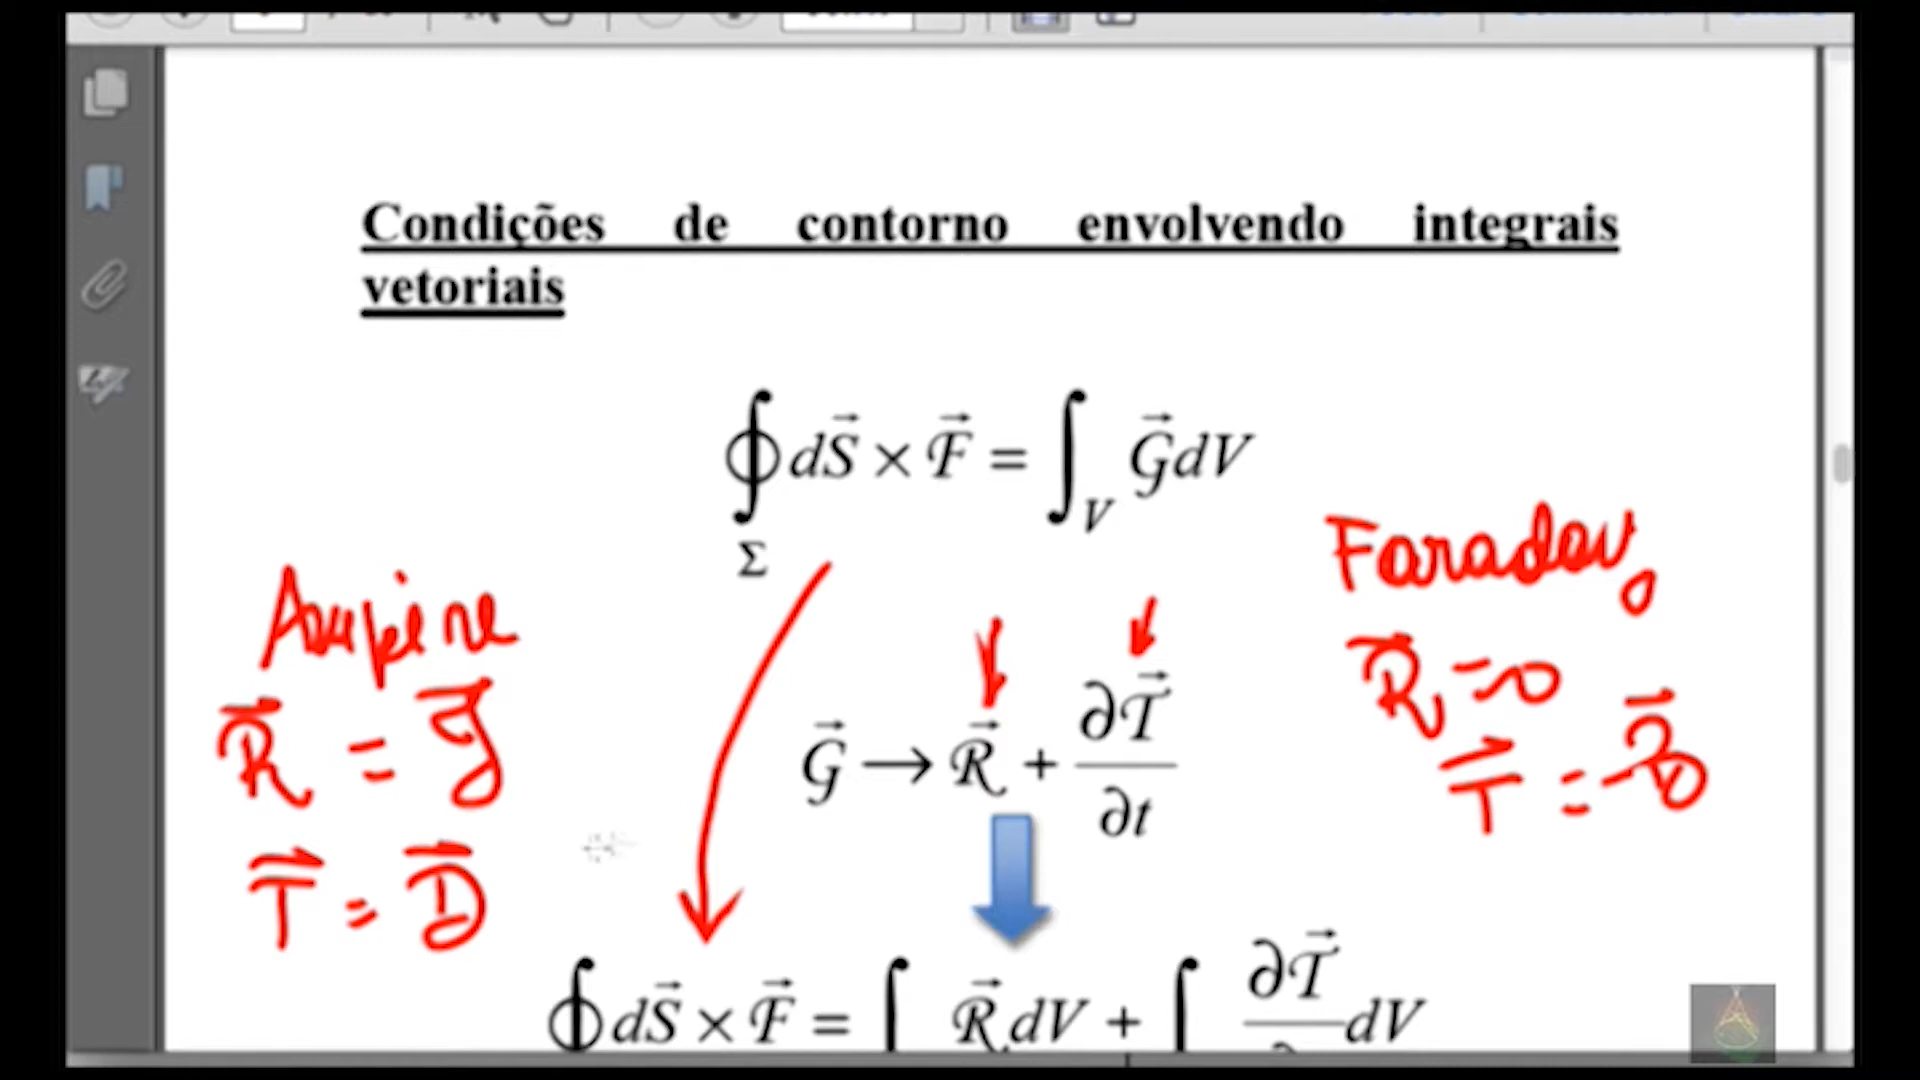 Condições de contorno envolvendo integrais
vetoriais
∮_Σ dS⃗ × F⃗ = ∫_V G⃗ dV
Faraday
Ampère
R⃗ = 0
R⃗ = J⃗
G⃗ → R⃗ + ∂T⃗/∂t
T⃗ = -B⃗
T⃗ = D⃗
∮ dS⃗ × F⃗ = ∫ R⃗ dV + ∫ ∂T⃗/∂ dV